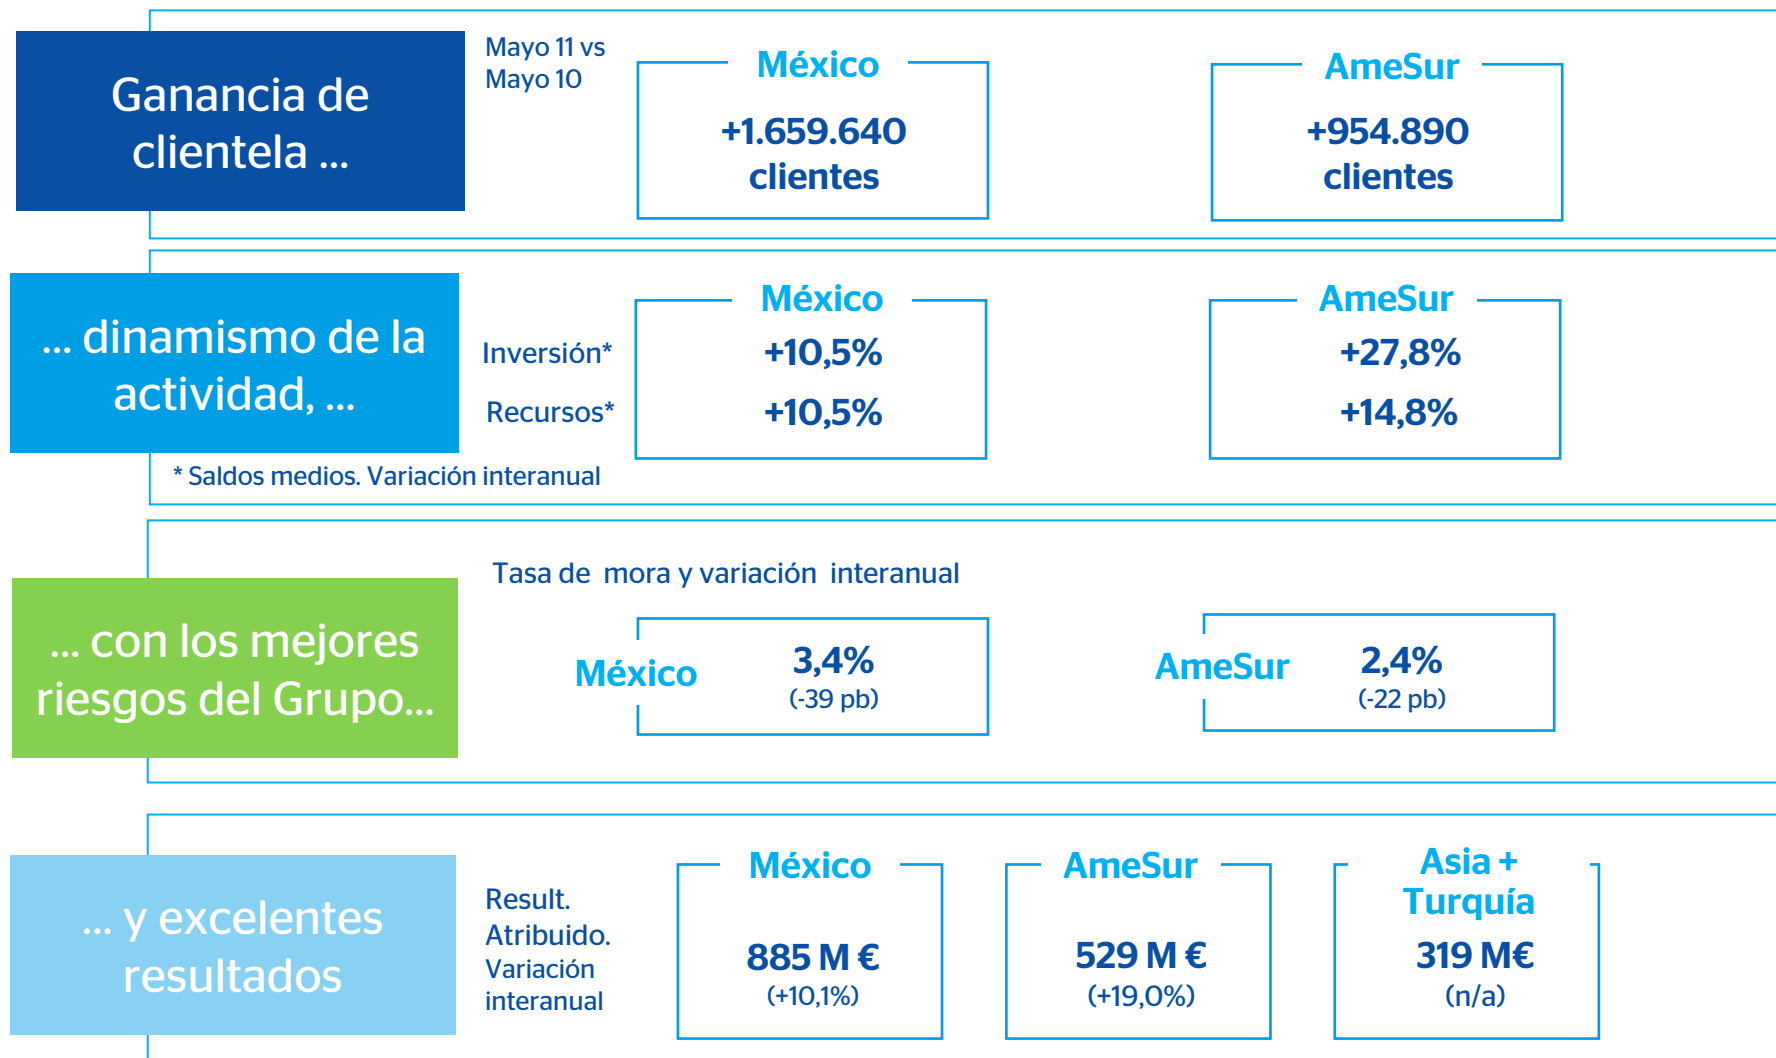 Ganancia de
clientela ...
Mayo 11 vs
Mayo 10
México
+1.659.640
clientes
AmeSur
+954.890
clientes
... dinamismo de la
actividad, ...
México
AmeSur
Inversión*
+10,5%
+27,8%
Recursos*
+10,5%
+14,8%
* Saldos medios. Variación interanual
... con los mejores
riesgos del Grupo...
Tasa de mora y variación interanual
México
3,4%
(-39 pb)
AmeSur
2,4%
(-22 pb)
... y excelentes
resultados
Result.
Atribuido.
Variación
interanual
México
885 M €
(+10,1%)
AmeSur
529 M €
(+19,0%)
Asia +
Turquía
319 M€
(n/a)